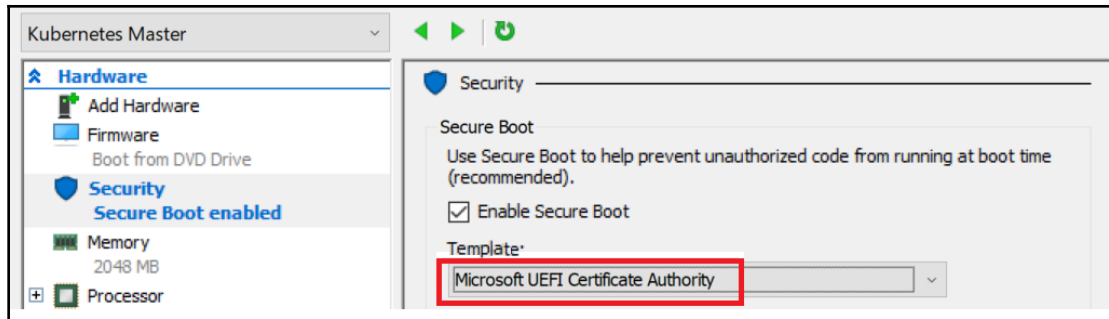 Kubernetes Master
Hardware
Add Hardware
Firmware
Boot from DVD Drive
Security
Secure Boot enabled
Memory
2048 MB
Processor
Security
Secure Boot
Use Secure Boot to help prevent unauthorized code from running at boot time
(recommended).
Enable Secure Boot
Template:
Microsoft UEFI Certificate Authority